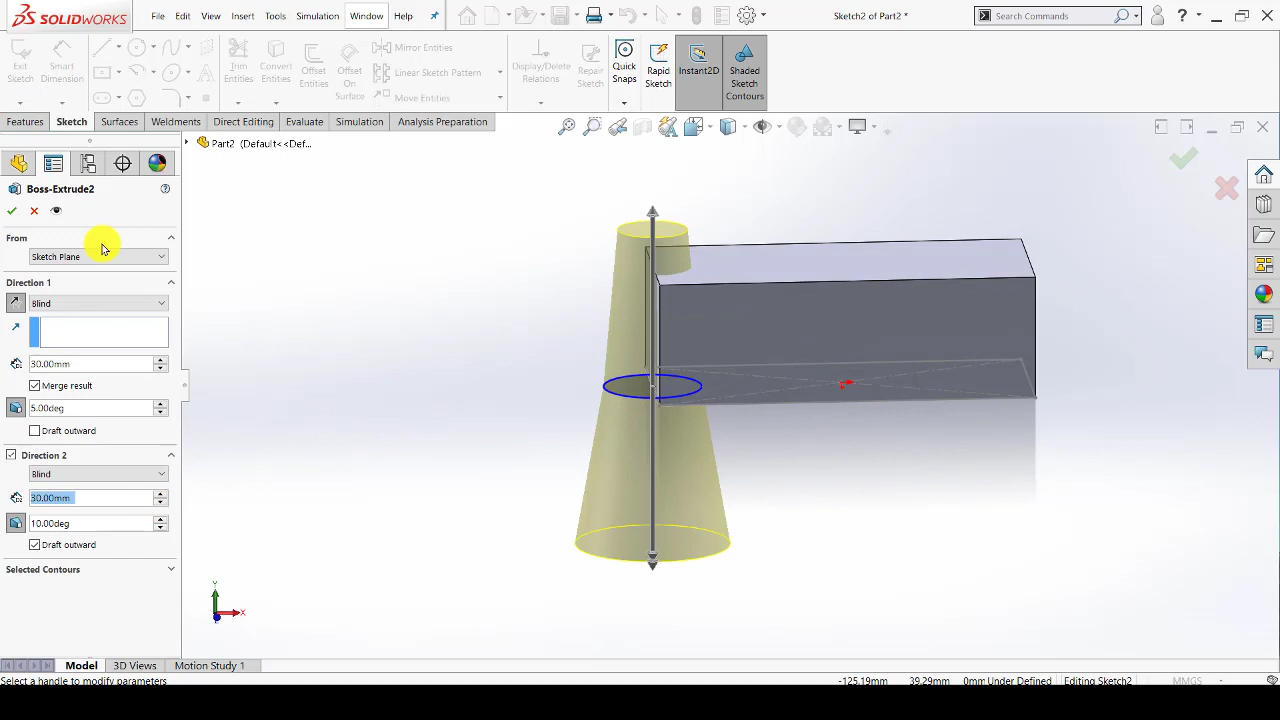 SOLIDWORKS
File Edit View Insert Tools Simulation Window Help
Sketch2 of Part2 *
Search Commands
Exit Sketch
Smart Dimension
Trim Entities
Convert Entities
Offset Entities
Offset On Surface
Mirror Entities
Linear Sketch Pattern
Move Entities
Display/Delete Relations
Repair Sketch
Quick Snaps
Rapid Sketch
Instant2D
Shaded Sketch Contours
Features Sketch Surfaces Weldments Direct Editing Evaluate Simulation Analysis Preparation
Part2 (Default<<Def...
Boss-Extrude2
From
Sketch Plane
Direction 1
Blind
30.00mm
Merge result
5.00deg
Draft outward
Direction 2
Blind
30.00mm
10.00deg
Draft outward
Selected Contours
Y
X
Model 3D Views Motion Study 1
Select a handle to modify parameters
-125.19mm 39.29mm 0mm Under Defined Editing Sketch2 MMGS